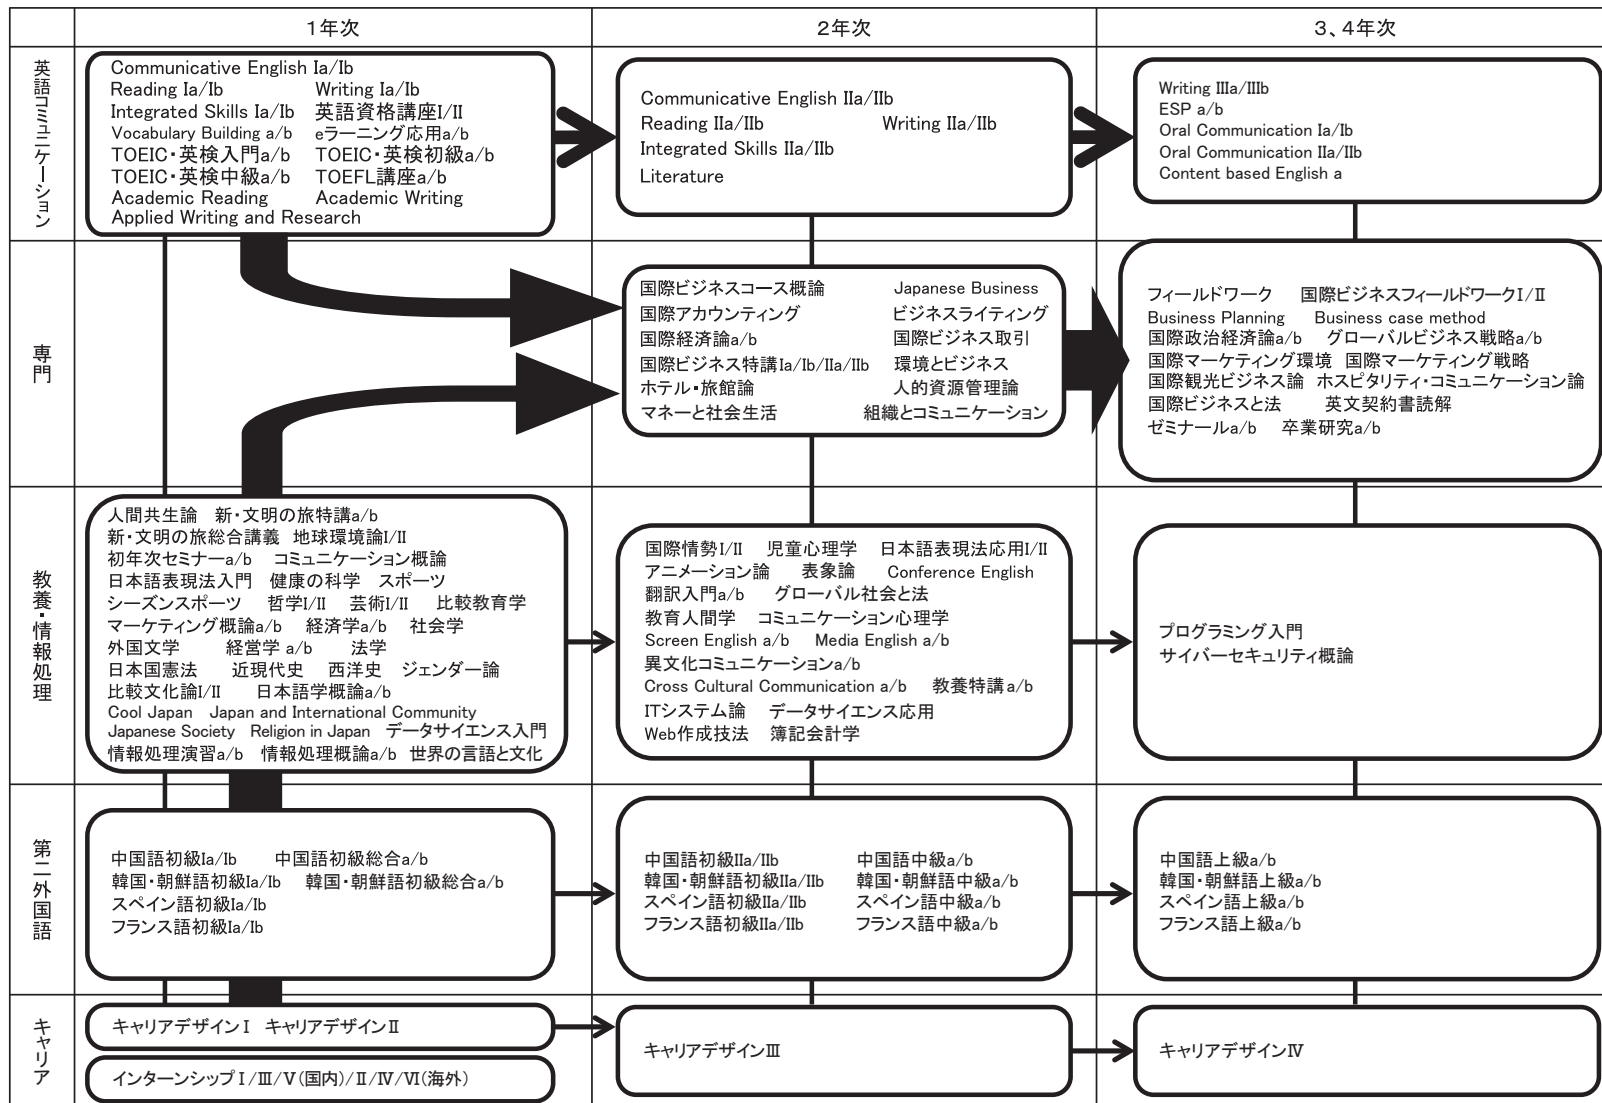 1年次
2年次
3、4年次
英語コミュニケーション
Communicative English Ia/Ib
Reading Ia/Ib Writing Ia/Ib
Integrated Skills Ia/Ib 英語資格講座I/II
Vocabulary Building a/b eラーニング応用a/b
TOEIC・英検入門a/b TOEIC・英検初級a/b
TOEIC・英検中級a/b TOEFL講座a/b
Academic Reading Academic Writing
Applied Writing and Research
Communicative English IIa/IIb
Reading IIa/IIb Writing IIa/IIb
Integrated Skills IIa/IIb
Literature
Writing IIIa/IIIb
ESP a/b
Oral Communication Ia/Ib
Oral Communication IIa/IIb
Content based English a
専門
国際ビジネスコース概論 Japanese Business
国際アカウンティング ビジネスライティング
国際経済論a/b 国際ビジネス取引
国際ビジネス特講Ia/Ib/IIa/IIb 環境とビジネス
ホテル・旅館論 人的資源管理論
マネーと社会生活 組織とコミュニケーション
フィールドワーク 国際ビジネスフィールドワークI/II
Business Planning Business case method
国際政治経済論a/b グローバルビジネス戦略a/b
国際マーケティング環境 国際マーケティング戦略
国際観光ビジネス論 ホスピタリティ・コミュニケーション論
国際ビジネスと法 英文契約書読解
ゼミナールa/b 卒業研究a/b
教養・情報処理
人間共生論 新・文明の旅特講a/b
新・文明の旅総合講義 地球環境論I/II
初年次セミナーa/b コミュニケーション概論
日本語表現法入門 健康の科学 スポーツ
シーズンスポーツ 哲学I/II 芸術I/II 比較教育学
マーケティング概論a/b 経済学a/b 社会学
外国文学 経営学 a/b 法学
日本国憲法 近現代史 西洋史 ジェンダー論
比較文化論I/II 日本語学概論a/b
Cool Japan Japan and International Community
Japanese Society Religion in Japan データサイエンス入門
情報処理演習a/b 情報処理概論a/b 世界の言語と文化
国際情勢I/II 児童心理学 日本語表現法応用I/II
アニメーション論 表象論 Conference English
翻訳入門a/b グローバル社会と法
教育人間学 コミュニケーション心理学
Screen English a/b Media English a/b
異文化コミュニケーションa/b
Cross Cultural Communication a/b 教養特講a/b
ITシステム論 データサイエンス応用
Web作成技法 簿記会計学
プログラミング入門
サイバーセキュリティ概論
第二外国語
中国語初級Ia/Ib 中国語初級総合a/b
韓国・朝鮮語初級Ia/Ib 韓国・朝鮮語初級総合a/b
スペイン語初級Ia/Ib
フランス語初級Ia/Ib
中国語初級IIa/IIb 中国語中級a/b
韓国・朝鮮語初級IIa/IIb 韓国・朝鮮語中級a/b
スペイン語初級IIa/IIb スペイン語中級a/b
フランス語初級IIa/IIb フランス語中級a/b
中国語上級a/b
韓国・朝鮮語上級a/b
スペイン語上級a/b
フランス語上級a/b
キャリア
キャリアデザインⅠ キャリアデザインⅡ
インターンシップⅠ/Ⅲ/Ⅴ(国内)/Ⅱ/Ⅳ/Ⅵ(海外)
キャリアデザインⅢ
キャリアデザインⅣ